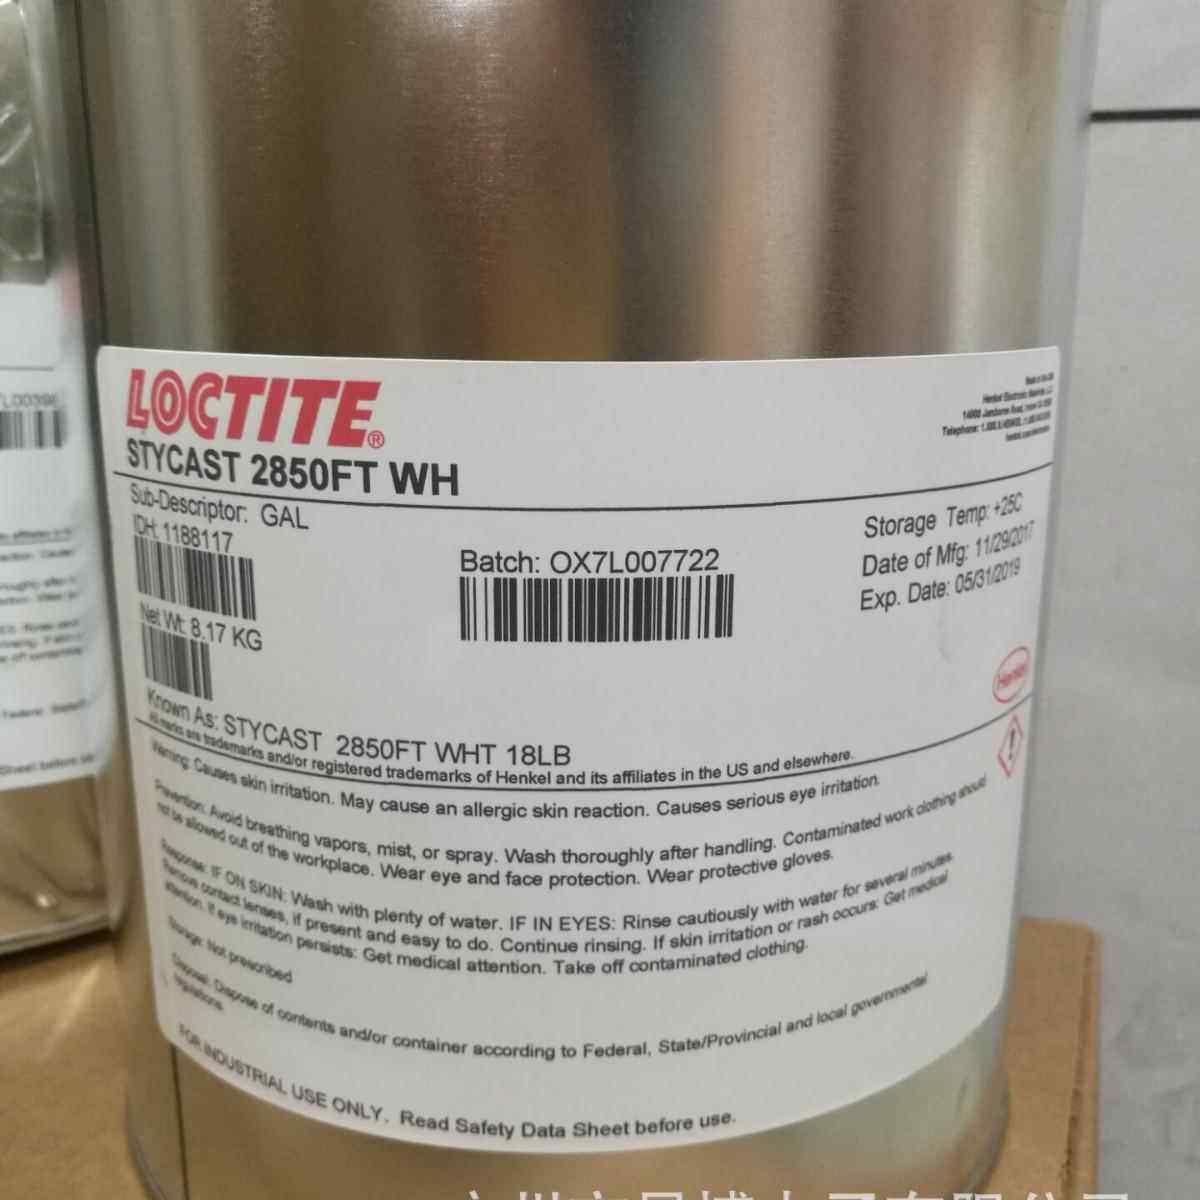 LOCTITE®
STYCAST 2850FT WH
Sub-Descriptor: GAL
IDH: 1188117
Net Wt: 8.17 KG
Known As: STYCAST 2850FT WHT 18LB
Batch: OX7L007722
Storage Temp: +25C
Date of Mfg: 11/29/2017
Exp. Date: 05/31/2019
Henkel
All marks are trademarks and/or registered trademarks of Henkel and its affiliates in the US and elsewhere.
Warning: Causes skin irritation. May cause an allergic skin reaction. Causes serious eye irritation.
Prevention: Avoid breathing vapors, mist, or spray. Wash thoroughly after handling. Contaminated work clothing should
not be allowed out of the workplace. Wear eye and face protection. Wear protective gloves.
Response: IF ON SKIN: Wash with plenty of water. IF IN EYES: Rinse cautiously with water for several minutes.
Remove contact lenses, if present and easy to do. Continue rinsing. If skin irritation or rash occurs: Get medical
attention. If eye irritation persists: Get medical attention. Take off contaminated clothing.
Storage: Not prescribed
Disposal: Dispose of contents and/or container according to Federal, State/Provincial and local governmental
regulations.
FOR INDUSTRIAL USE ONLY. Read Safety Data Sheet before use.